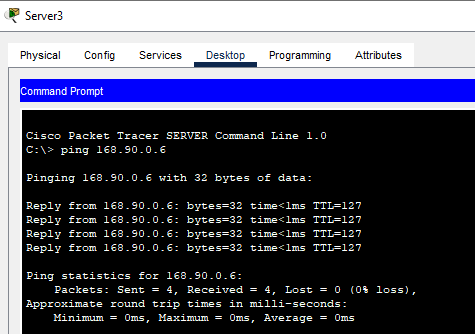 Server3
Physical Config Services Desktop Programming Attributes
Command Prompt
Cisco Packet Tracer SERVER Command Line 1.0
C:\> ping 168.90.0.6
Pinging 168.90.0.6 with 32 bytes of data:
Reply from 168.90.0.6: bytes=32 time<1ms TTL=127
Reply from 168.90.0.6: bytes=32 time<1ms TTL=127
Reply from 168.90.0.6: bytes=32 time<1ms TTL=127
Reply from 168.90.0.6: bytes=32 time<1ms TTL=127
Ping statistics for 168.90.0.6:
Packets: Sent = 4, Received = 4, Lost = 0 (0% loss),
Approximate round trip times in milli-seconds:
Minimum = 0ms, Maximum = 0ms, Average = 0ms